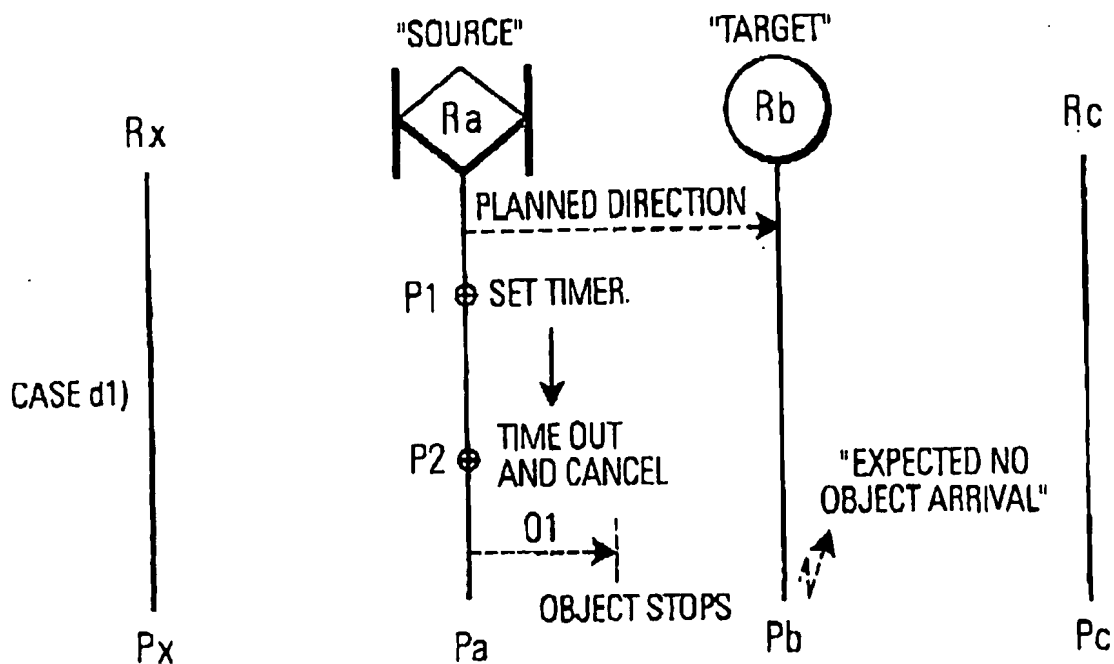 "SOURCE"
"TARGET"
Rx
Ra
Rb
Rc
PLANNED DIRECTION
P1
SET TIMER.
CASE d1)
P2
TIME OUT
AND CANCEL
"EXPECTED NO
OBJECT ARRIVAL"
01
OBJECT STOPS
Px
Pa
Pb
Pc